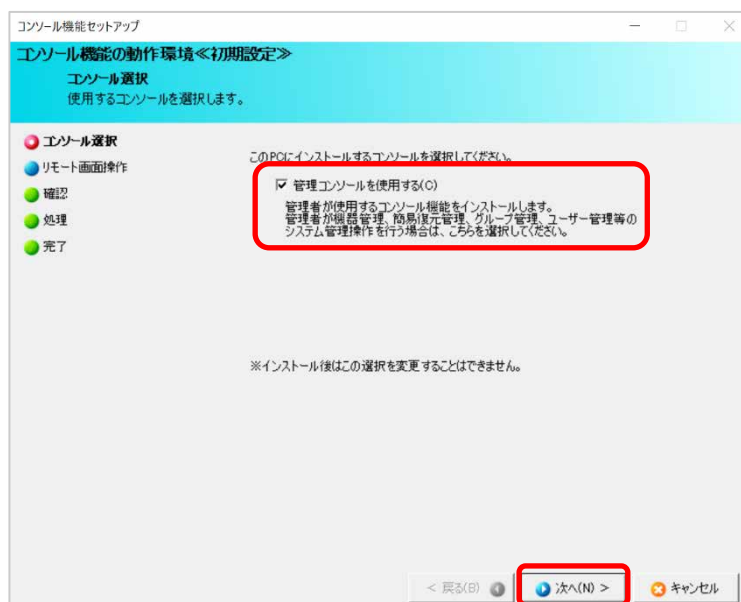 コンソール機能セットアップ
コンソール機能の動作環境≪初期設定≫
コンソール選択
使用するコンソールを選択します。
コンソール選択
リモート画面操作
確認
処理
完了
このPCにインストールするコンソールを選択してください。
管理コンソールを使用する(C)
管理者が使用するコンソール機能をインストールします。
管理者が機器管理、簡易復元管理、グループ管理、ユーザー管理等の
システム管理操作を行う場合は、こちらを選択してください。
※インストール後はこの選択を変更することはできません。
< 戻る(B)
次へ(N) >
キャンセル